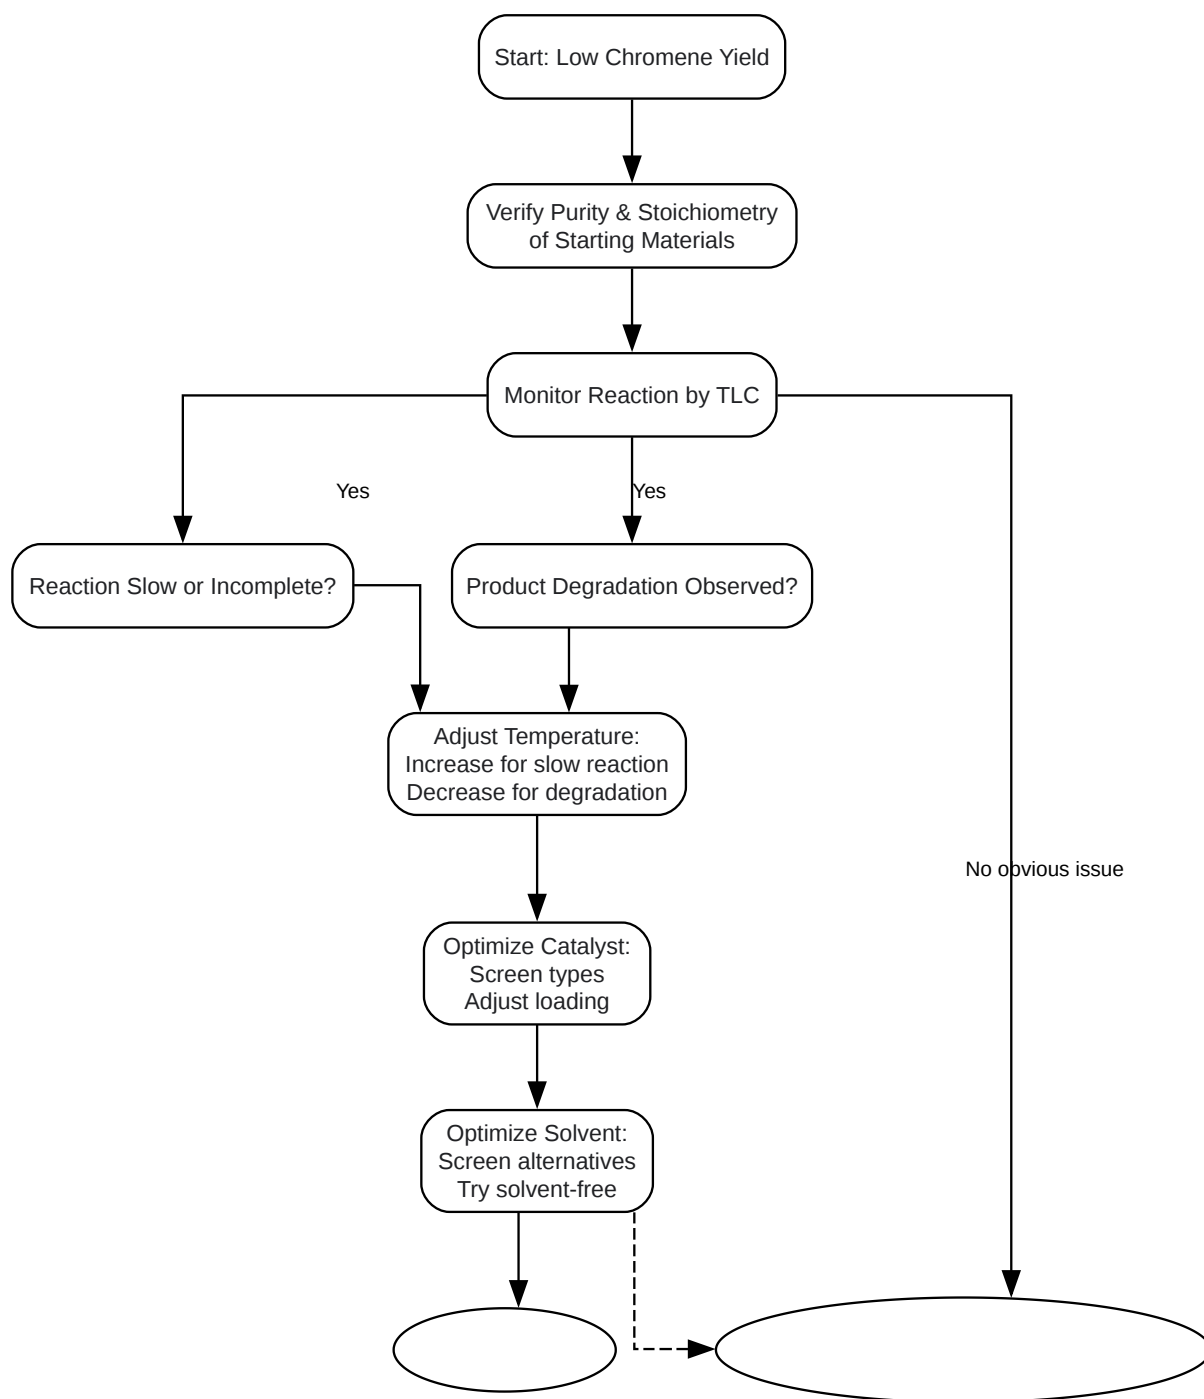 Start: Low Chromene Yield
Verify Purity & Stoichiometry
of Starting Materials
Monitor Reaction by TLC
Yes
Yes
Reaction Slow or Incomplete?
Product Degradation Observed?
Adjust Temperature:
Increase for slow reaction
Decrease for degradation
No obvious issue
Optimize Catalyst:
Screen types
Adjust loading
Optimize Solvent:
Screen alternatives
Try solvent-free